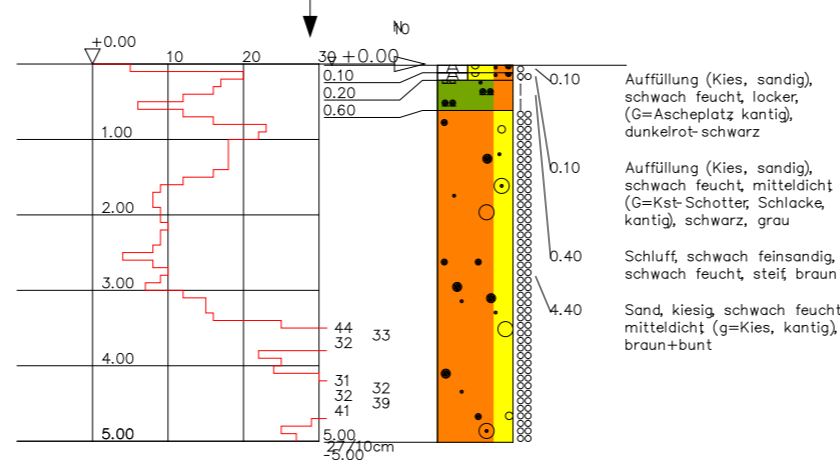 +0.00
10
20
30
+0.00
0.10
0.20
0.60
1.00
2.00
3.00
4.00
5.00
44
33
32
31
32
32
39
41
5.00
27/10cm
-5.00
0.10
Auffüllung (Kies, sandig),
schwach feucht, locker,
(G=Ascheplatz kantig),
dunkelrot-schwarz
0.10
Auffüllung (Kies, sandig),
schwach feucht, mitteldicht,
(G=Kst-Schotter, Schlacke,
kantig), schwarz, grau
0.40
Schluff, schwach feinsandig,
schwach feucht, steif, braun
4.40
Sand, kiesig, schwach feucht
mitteldicht, (g=Kies, kantig),
braun+bunt